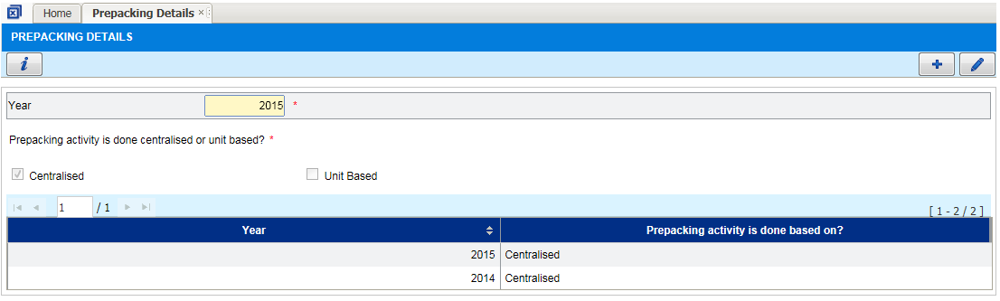 Home Prepacking Details ×
PREPACKING DETAILS
i
Year 2015 *
Prepacking activity is done centralised or unit based? *
Centralised Unit Based
1 / 1 [ 1 - 2 / 2 ]
Year Prepacking activity is done based on?
2015 Centralised
2014 Centralised